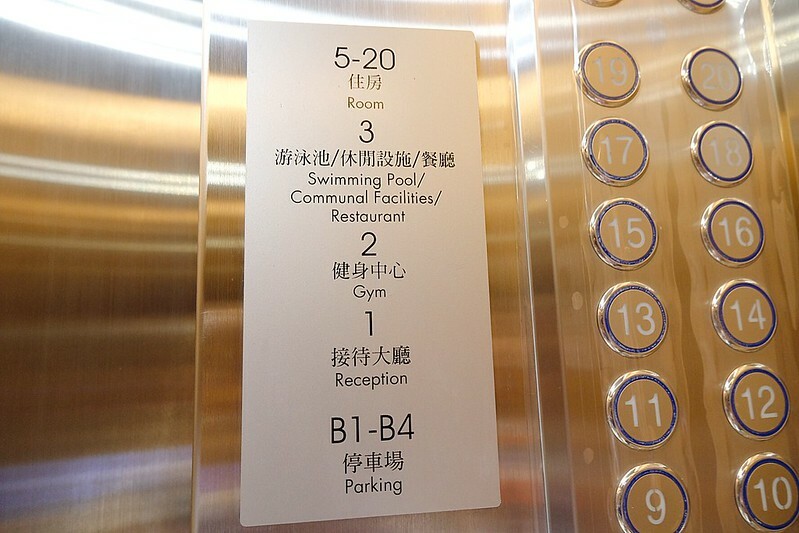 5-20
住房
Room
3
游泳池/休閒設施/餐廳
Swimming Pool/
Communal Facilities/
Restaurant
2
健身中心
Gym
1
接待大廳
Reception
B1-B4
停車場
Parking
19 20
17 18
15 16
13 14
11 12
9 10